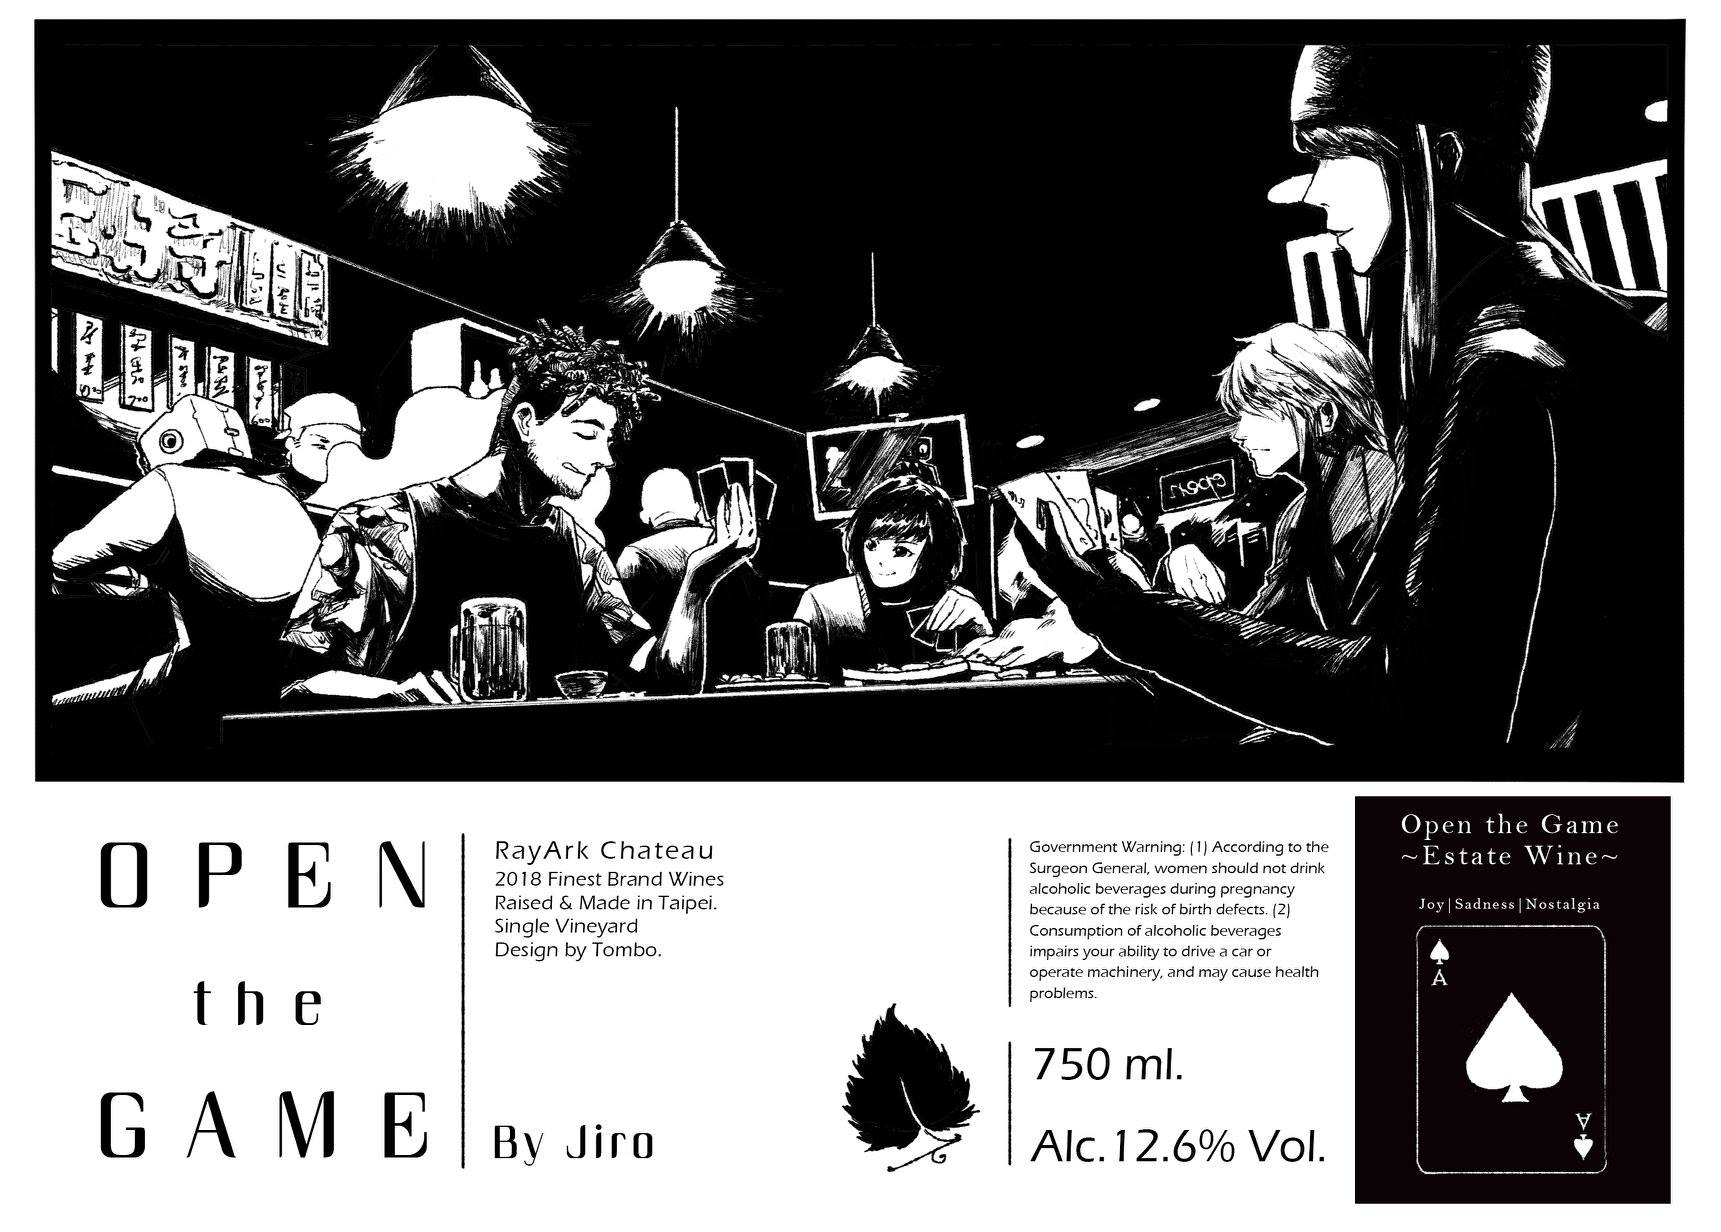 OPEN
the
GAME
RayArk Chateau
2018 Finest Brand Wines
Raised & Made in Taipei.
Single Vineyard
Design by Tombo.
By Jiro
Government Warning: (1) According to the
Surgeon General, women should not drink
alcoholic beverages during pregnancy
because of the risk of birth defects. (2)
Consumption of alcoholic beverages
impairs your ability to drive a car or
operate machinery, and may cause health
problems.
750 ml.
Alc.12.6% Vol.
Open the Game
~Estate Wine~
Joy|Sadness|Nostalgia
A
A